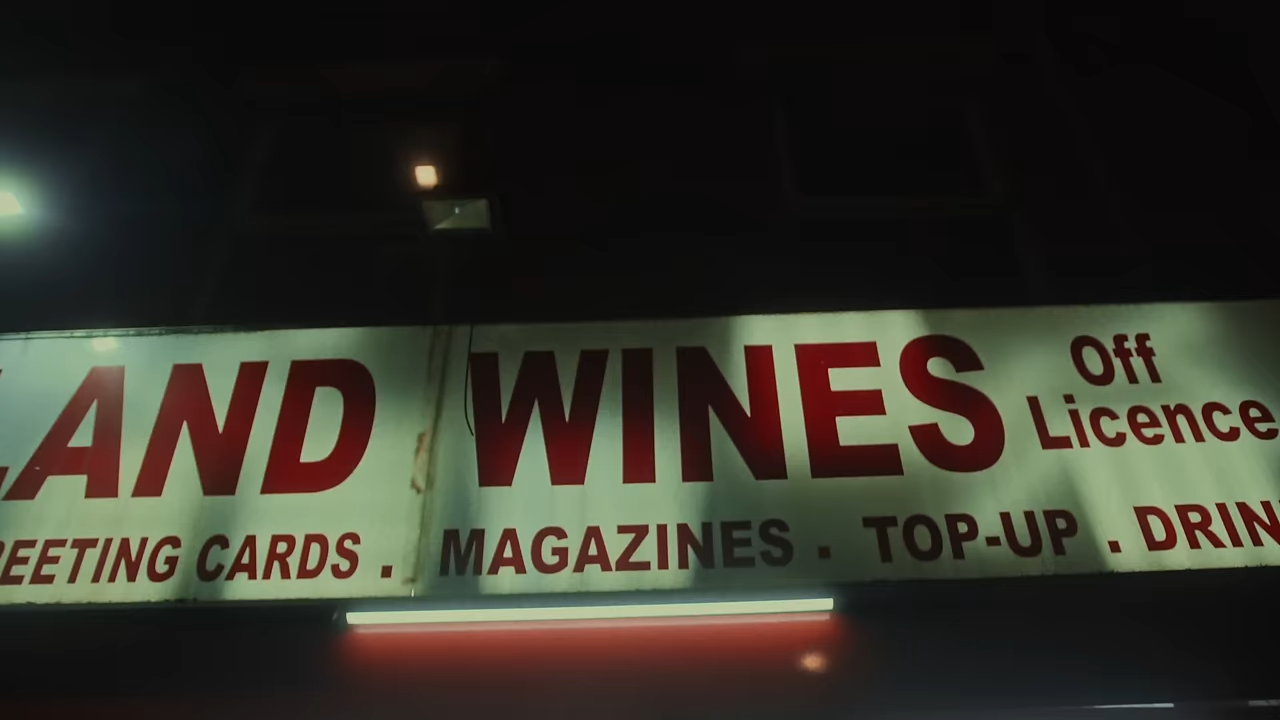 LAND WINES Off Licence
REETING CARDS . MAGAZINES . TOP-UP . DRIN